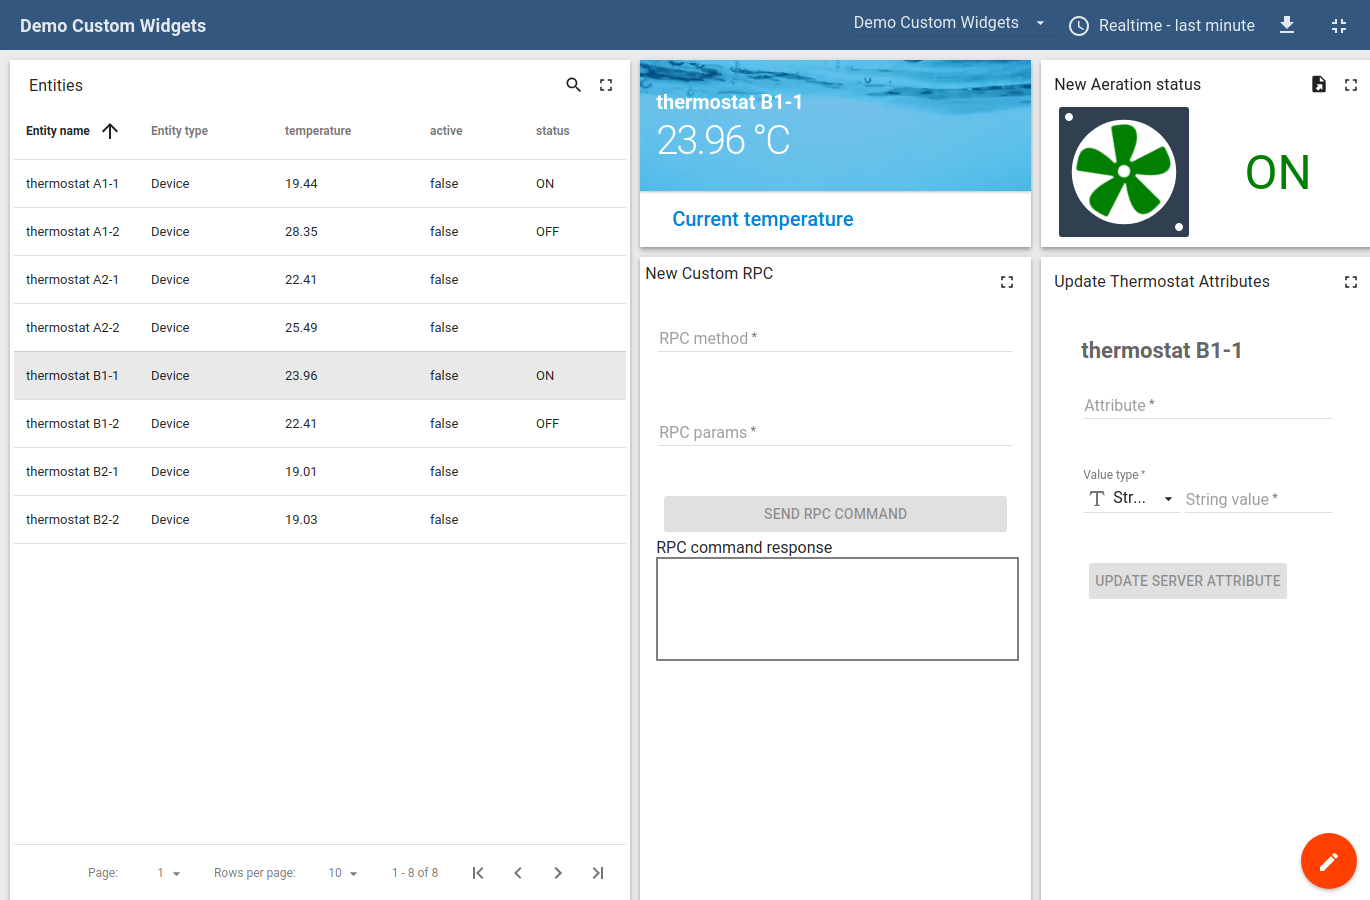 Demo Custom Widgets
Demo Custom Widgets
Realtime - last minute
Entities
Entity name Entity type temperature active status
thermostat A1-1 Device 19.44 false ON
thermostat A1-2 Device 28.35 false OFF
thermostat A2-1 Device 22.41 false
thermostat A2-2 Device 25.49 false
thermostat B1-1 Device 23.96 false ON
thermostat B1-2 Device 22.41 false OFF
thermostat B2-1 Device 19.01 false
thermostat B2-2 Device 19.03 false
Page: 1 Rows per page: 10 1 - 8 of 8
thermostat B1-1
23.96 °C
Current temperature
New Aeration status
ON
New Custom RPC
RPC method *
RPC params *
SEND RPC COMMAND
RPC command response
Update Thermostat Attributes
thermostat B1-1
Attribute *
Value type *
Str... String value *
UPDATE SERVER ATTRIBUTE